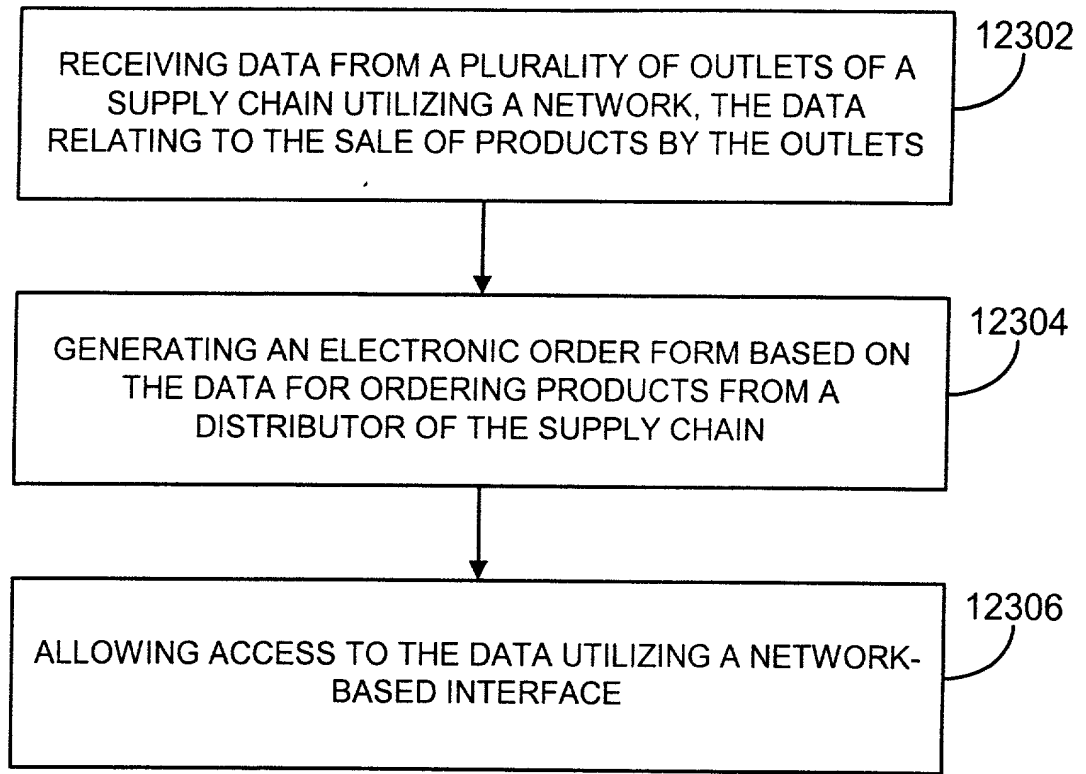 12302
RECEIVING DATA FROM A PLURALITY OF OUTLETS OF A
SUPPLY CHAIN UTILIZING A NETWORK, THE DATA
RELATING TO THE SALE OF PRODUCTS BY THE OUTLETS
12304
GENERATING AN ELECTRONIC ORDER FORM BASED ON
THE DATA FOR ORDERING PRODUCTS FROM A
DISTRIBUTOR OF THE SUPPLY CHAIN
12306
ALLOWING ACCESS TO THE DATA UTILIZING A NETWORK-
BASED INTERFACE